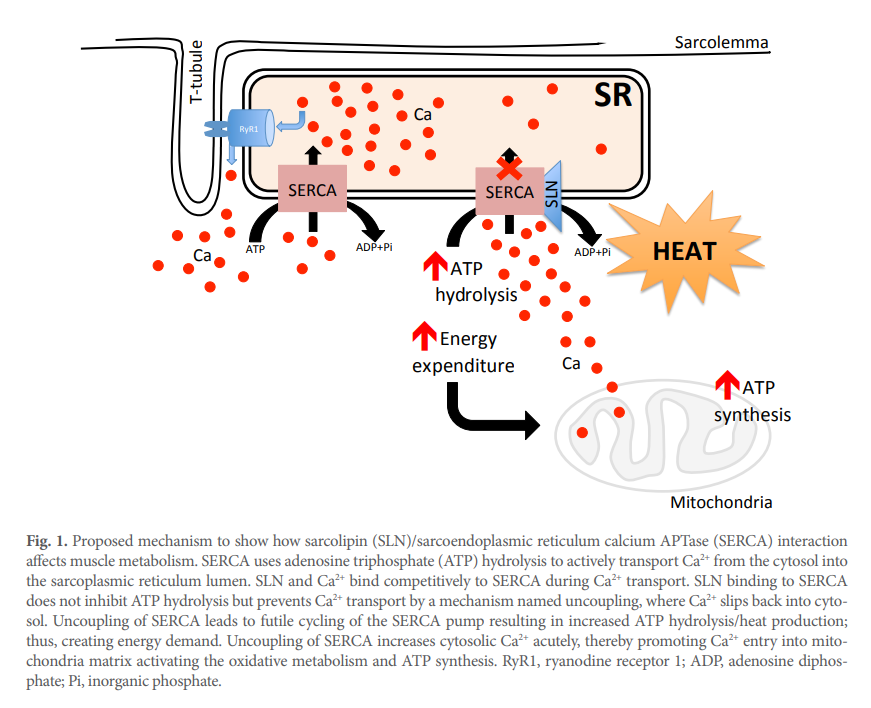 Sarcolemma
T-tubule
SR
Ca
RyR1
SERCA
SERCA
SLN
Ca
ATP
ADP+Pi
ADP+Pi
HEAT
ATP
hydrolysis
Energy
expenditure
Ca
ATP
synthesis
Mitochondria
Fig. 1. Proposed mechanism to show how sarcolipin (SLN)/sarcoendoplasmic reticulum calcium APTase (SERCA) interaction
affects muscle metabolism. SERCA uses adenosine triphosphate (ATP) hydrolysis to actively transport Ca²⁺ from the cytosol into
the sarcoplasmic reticulum lumen. SLN and Ca²⁺ bind competitively to SERCA during Ca²⁺ transport. SLN binding to SERCA
does not inhibit ATP hydrolysis but prevents Ca²⁺ transport by a mechanism named uncoupling, where Ca²⁺ slips back into cyto-
sol. Uncoupling of SERCA leads to futile cycling of the SERCA pump resulting in increased ATP hydrolysis/heat production;
thus, creating energy demand. Uncoupling of SERCA increases cytosolic Ca²⁺ acutely, thereby promoting Ca²⁺ entry into mito-
chondria matrix activating the oxidative metabolism and ATP synthesis. RyR1, ryanodine receptor 1; ADP, adenosine diphos-
phate; Pi, inorganic phosphate.